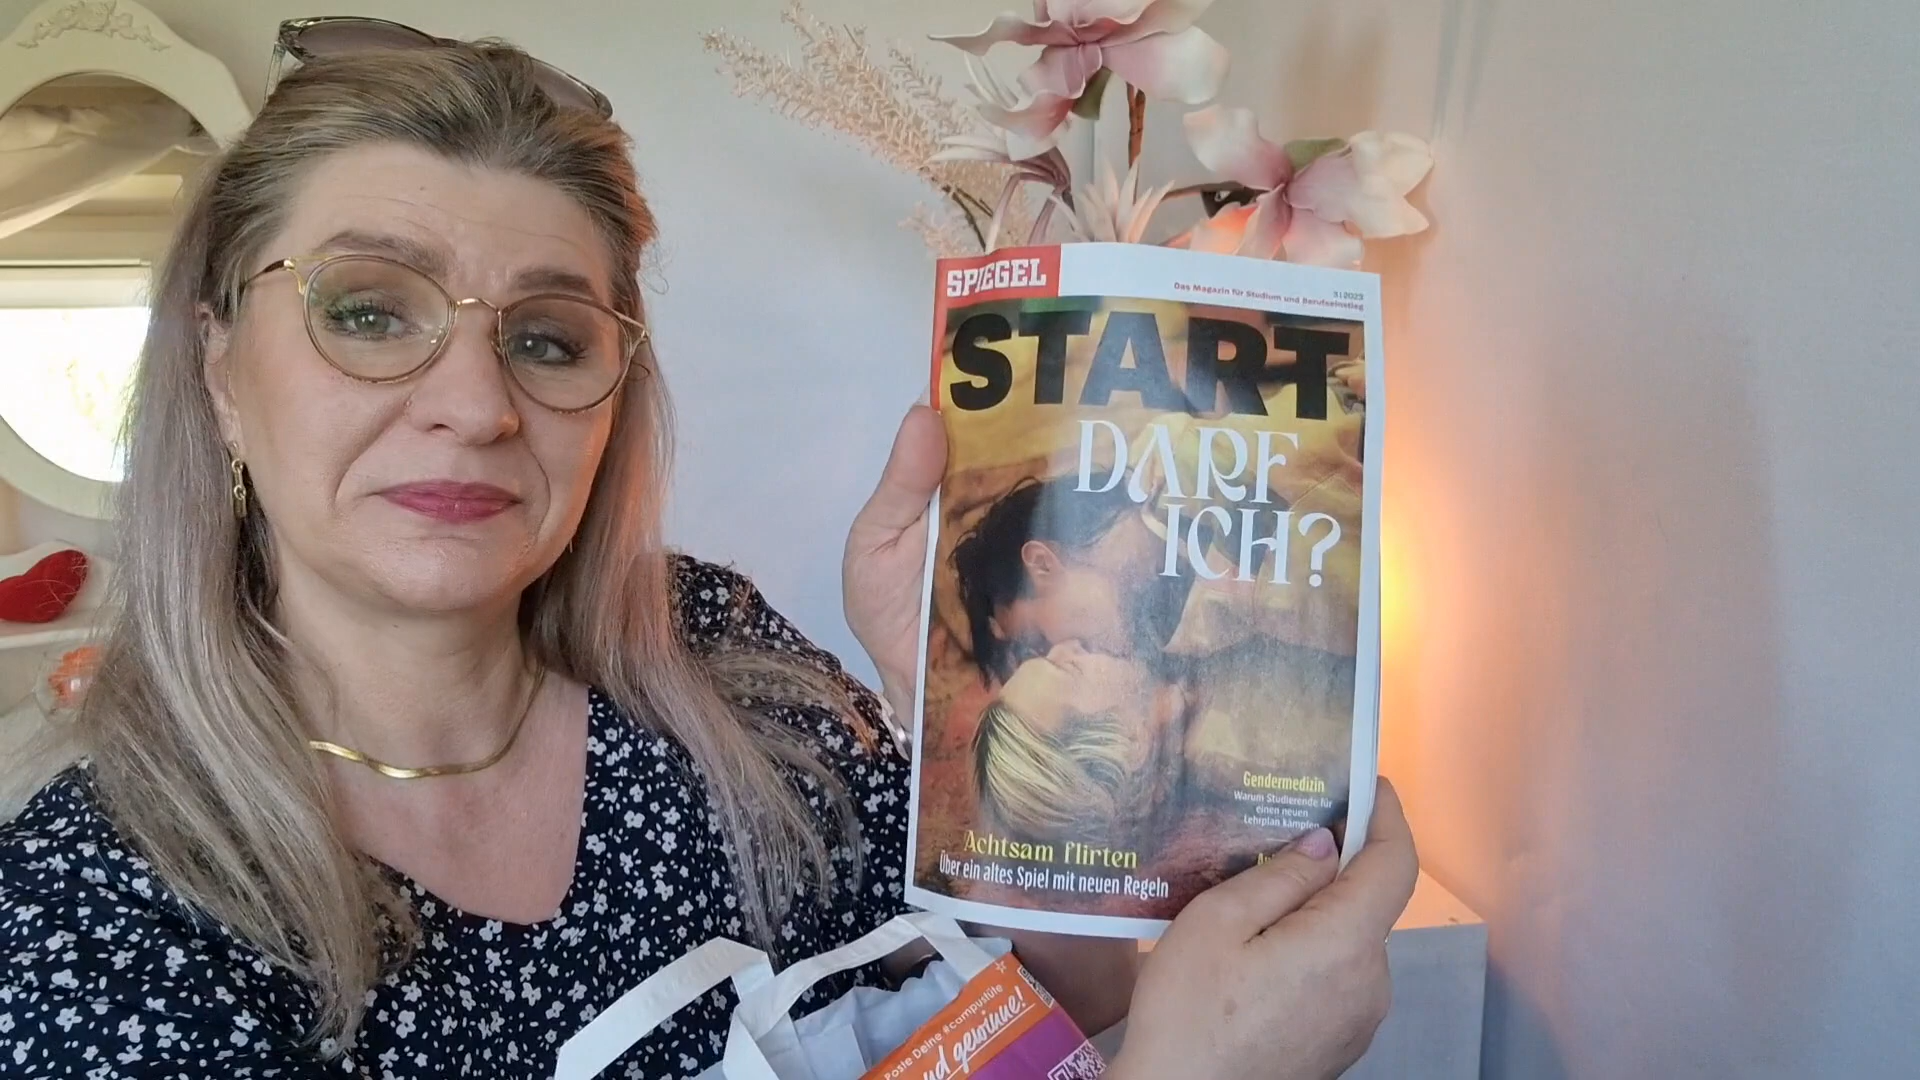 SPIEGEL
Das Magazin für Studium und Berufseinstieg
3|2023
START
DARF
ICH?
Gendermedizin
Warum Studierende für
einen neuen
Lehrplan kämpfen
Achtsam flirten
Über ein altes Spiel mit neuen Regeln
Poste Deine #campustüte
und gewinne!